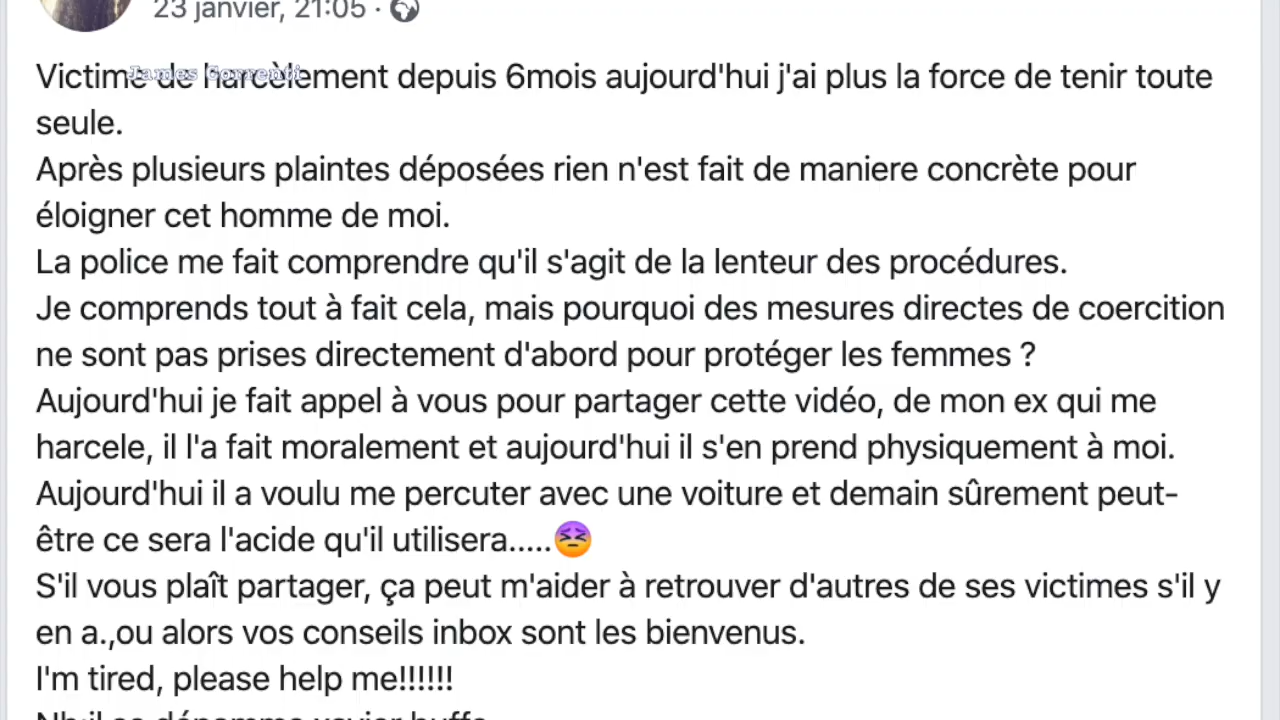 23 janvier, 21:05 ·
James Correnti
Victime de harcèlement depuis 6mois aujourd'hui j'ai plus la force de tenir toute
seule.
Après plusieurs plaintes déposées rien n'est fait de maniere concrète pour
éloigner cet homme de moi.
La police me fait comprendre qu'il s'agit de la lenteur des procédures.
Je comprends tout à fait cela, mais pourquoi des mesures directes de coercition
ne sont pas prises directement d'abord pour protéger les femmes ?
Aujourd'hui je fait appel à vous pour partager cette vidéo, de mon ex qui me
harcele, il l'a fait moralement et aujourd'hui il s'en prend physiquement à moi.
Aujourd'hui il a voulu me percuter avec une voiture et demain sûrement peut-
être ce sera l'acide qu'il utilisera.....😣
S'il vous plaît partager, ça peut m'aider à retrouver d'autres de ses victimes s'il y
en a.,ou alors vos conseils inbox sont les bienvenus.
I'm tired, please help me!!!!!!